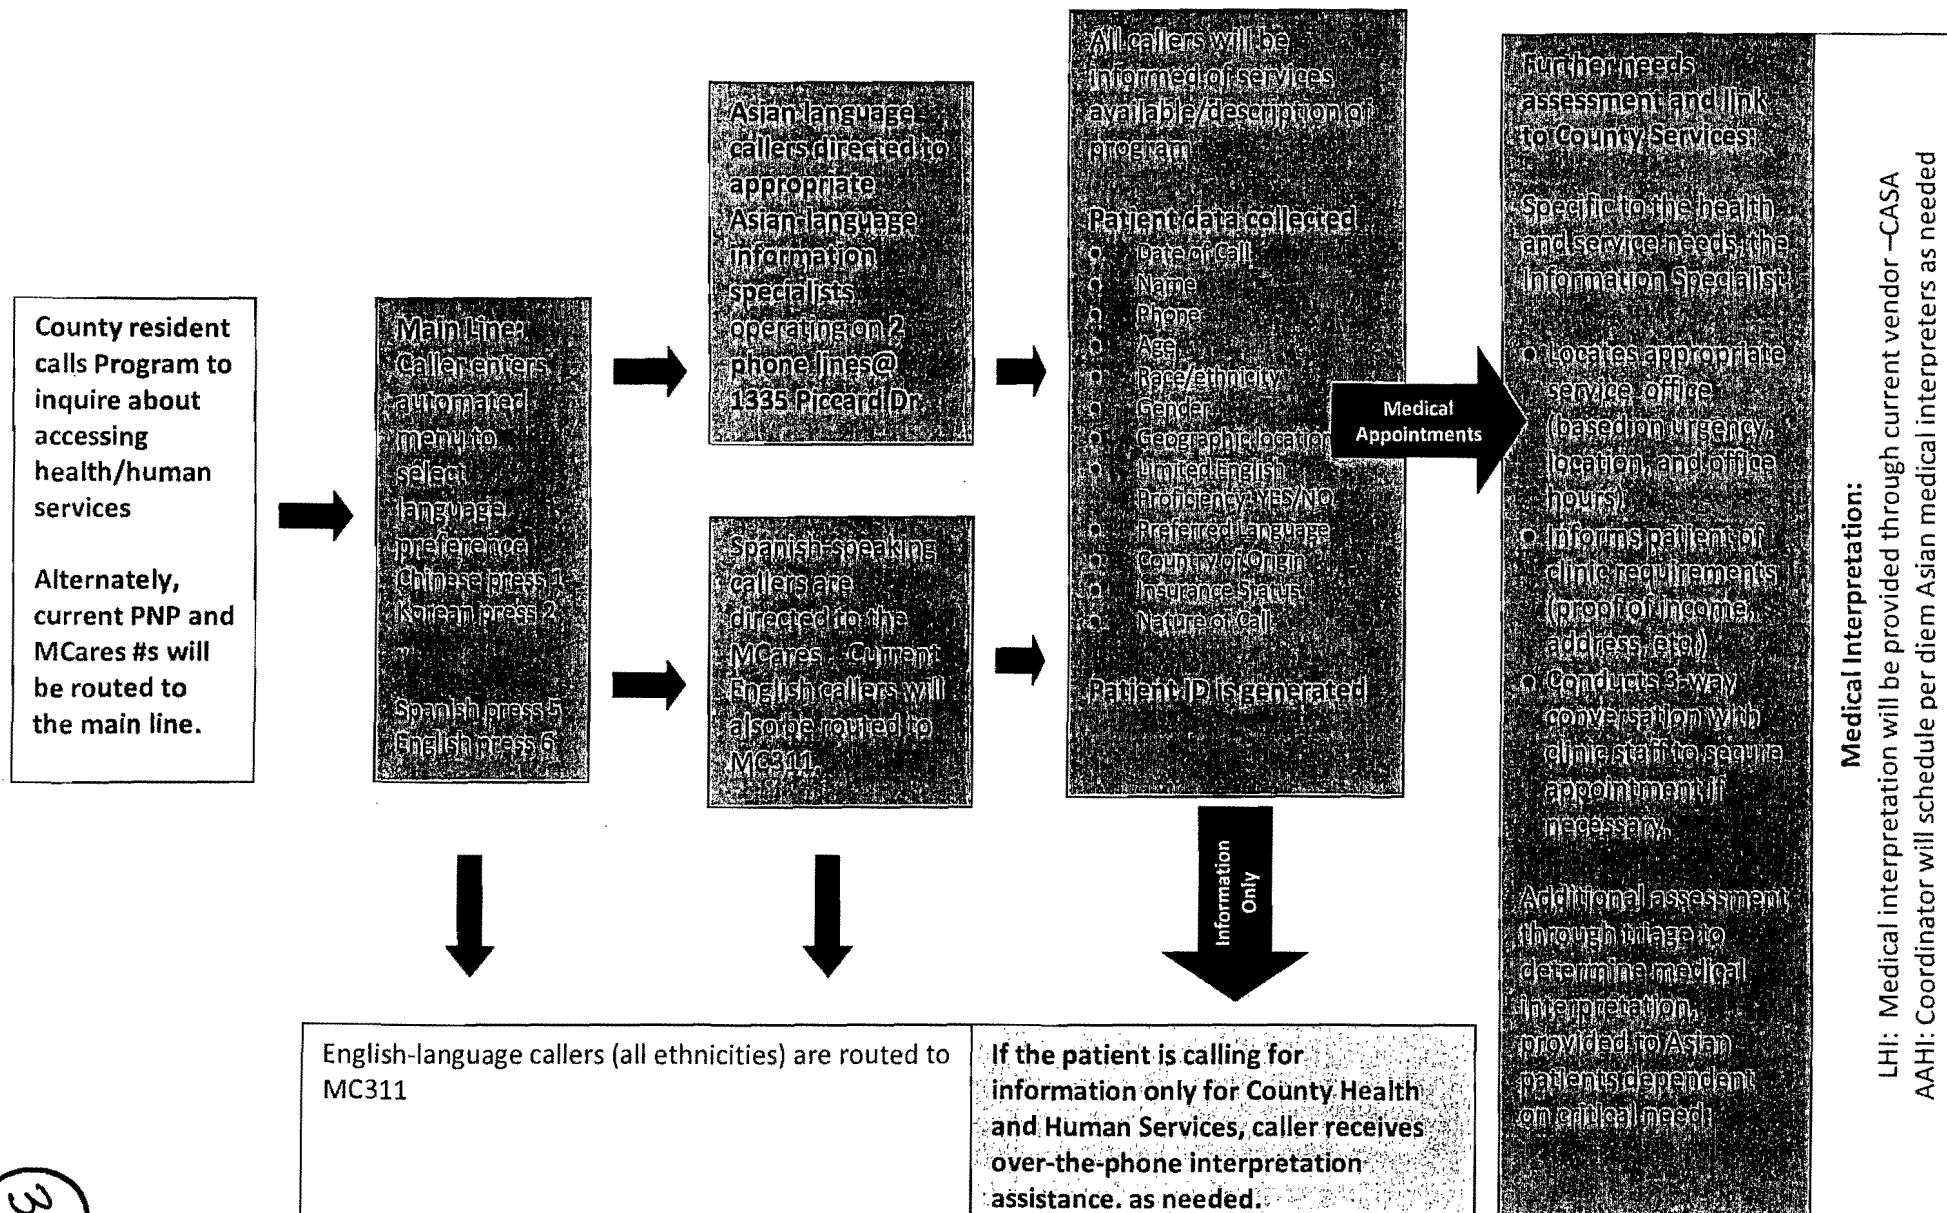 County resident
calls Program to
inquire about
accessing
health/human
services
Alternately,
current PNP and
MCares #s will
be routed to
the main line.
Main Line:
Caller enters
automated
menu to
select
language
preference
Chinese press 1
Korean press 2
Spanish press 5
English press 6
Asian language
callers directed to
appropriate
Asian-language
information
specialists
operating on 2
phone lines@
1335 Piccard Dr.
Spanish-speaking
callers are
directed to the
MCares. Current
English callers will
also be routed to
MC311.
All callers will be
informed of services
available/description of
program
Patient data collected
• Date of Call
• Name
• Phone
• Age
• Race/ethnicity
• Gender
• Geographic location
• Limited English
Proficiency: YES/NO
• Preferred Language
• Country of Origin
• Insurance Status
• Nature of Call
Patient ID is generated
Medical
Appointments
Information
Only
Further needs
assessment and link
to County Services:
Specific to the health
and service needs, the
Information Specialist
• Locates appropriate
service, office
(based on urgency,
location, and office
hours)
• Informs patient of
clinic requirements
(proof of income,
address, etc.)
• Conducts 3-way
conversation with
clinic staff to secure
appointment if
necessary.
Additional assessment
through triage to
determine medical
interpretation,
provided to Asian
patients dependent
on critical need.
Medical Interpretation:
LHI: Medical interpretation will be provided through current vendor –CASA
AAHI: Coordinator will schedule per diem Asian medical interpreters as needed
English-language callers (all ethnicities) are routed to
MC311
If the patient is calling for
information only for County Health
and Human Services, caller receives
over-the-phone interpretation
assistance, as needed.
3